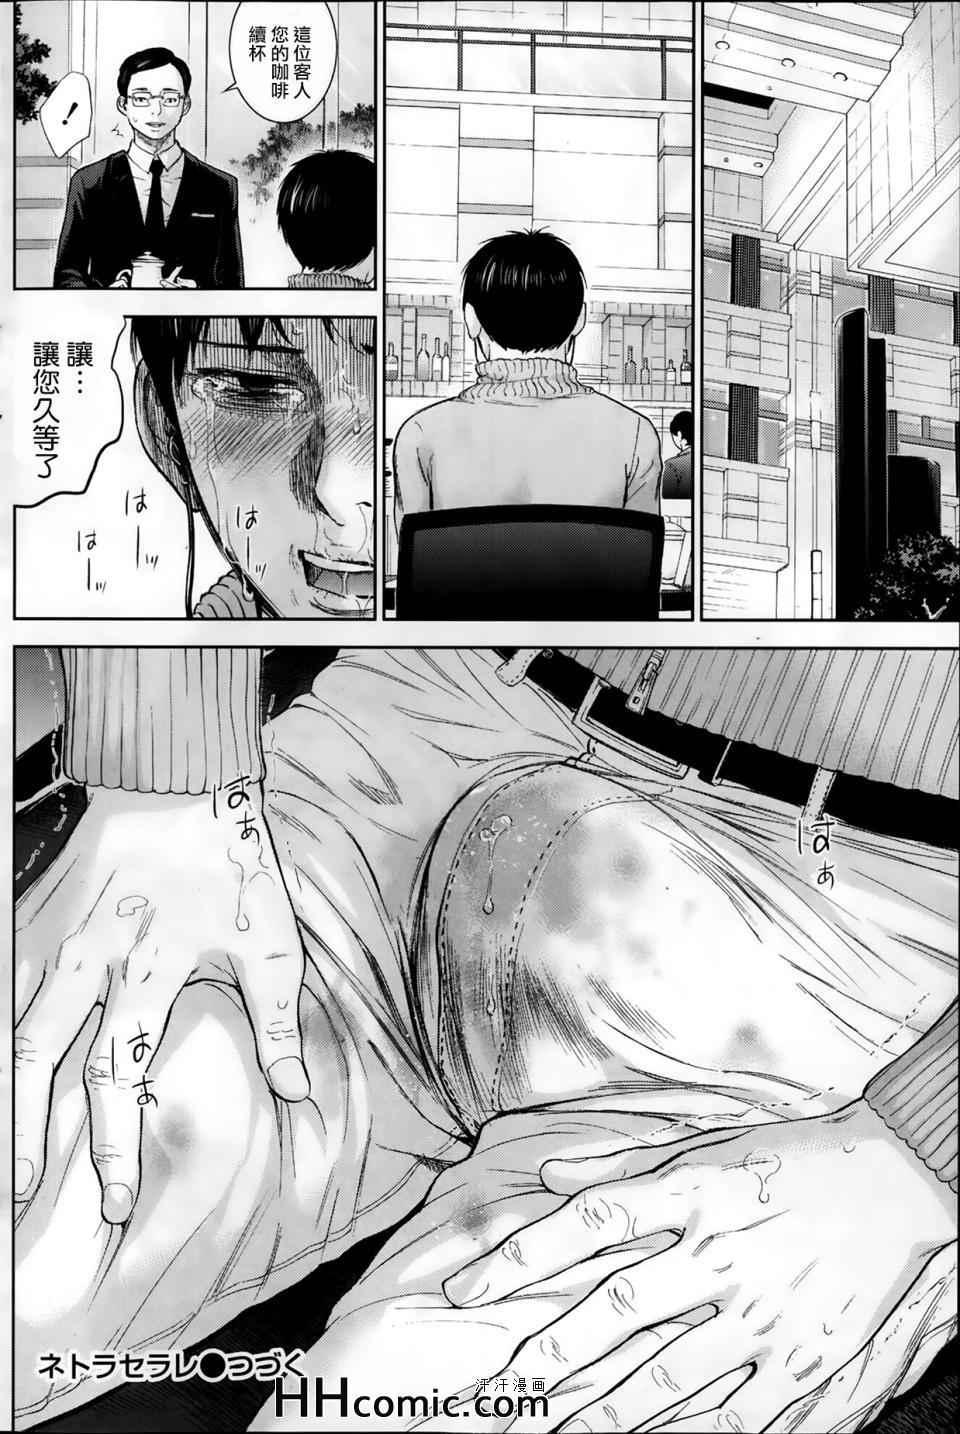 這位客人
您的咖啡
續杯
！
讓…
讓您久等了
はーッ
はーッ
はーッ
はぁ
はぁ
はぁ
ネトラセラレ●つづく
汗汗漫画
HHcomic.com